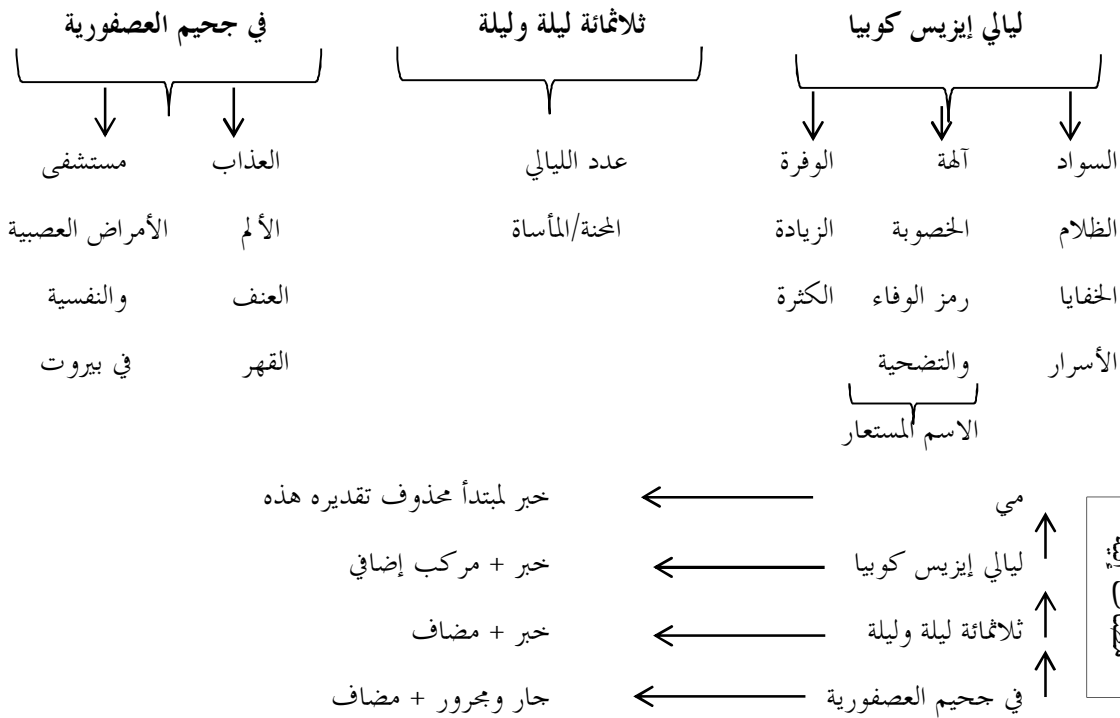 ليالي إيزيس كوبيا ثلاثمائة ليلة وليلة في جحيم العصفورية
السواد آلهة الوفرة عدد الليالي العذاب مستشفى
الظلام الخصوبة الزيادة المحنة/المأساة الألم الأمراض العصبية
الخفايا رمز الوفاء الكثرة العنف والنفسية
الأسرار والتضحية القهر في بيروت
الاسم المستعار
مي خبر لمبتدأ محذوف تقديره هذه
ليالي إيزيس كوبيا خبر + مركب إضافي
ثلاثمائة ليلة وليلة خبر + مضاف
في جحيم العصفورية جار ومجرور + مضاف